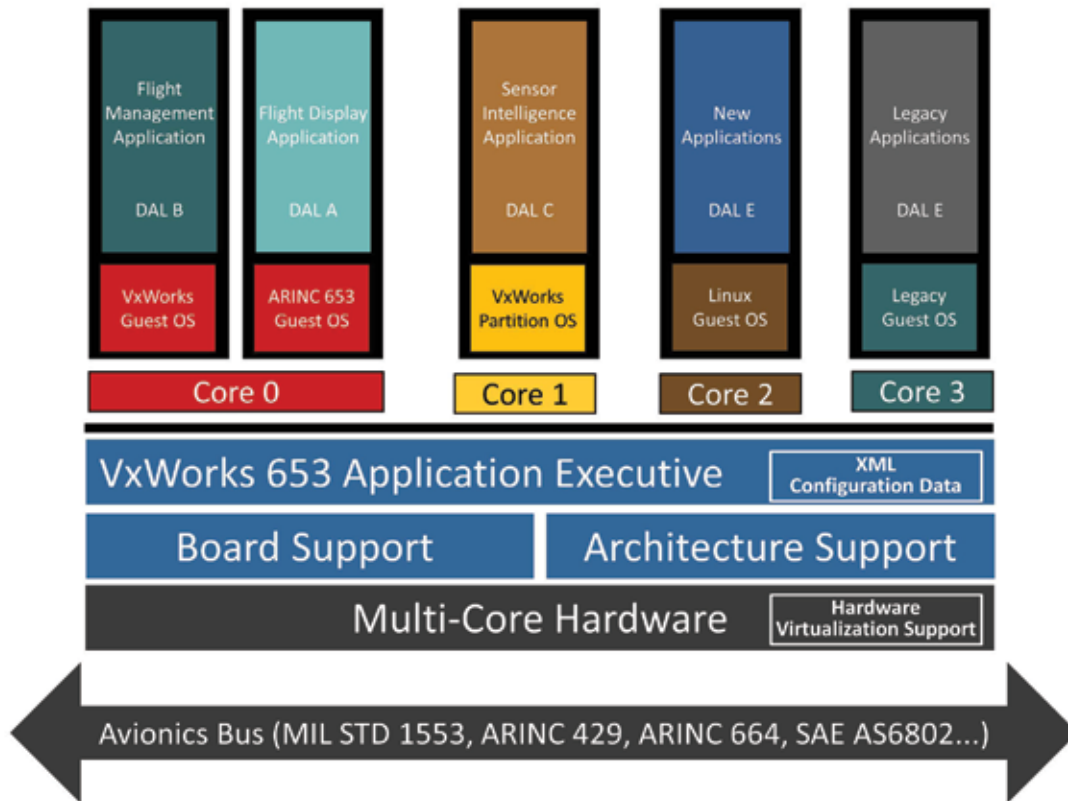 Flight
Management
Application
DAL B
VxWorks
Guest OS
Flight Display
Application
DAL A
ARINC 653
Guest OS
Sensor
Intelligence
Application
DAL C
VxWorks
Partition OS
New
Applications
DAL E
Linux
Guest OS
Legacy
Applications
DAL E
Legacy
Guest OS
Core 0
Core 1
Core 2
Core 3
VxWorks 653 Application Executive
XML
Configuration Data
Board Support
Architecture Support
Multi-Core Hardware
Hardware
Virtualization Support
Avionics Bus (MIL STD 1553, ARINC 429, ARINC 664, SAE AS6802...)